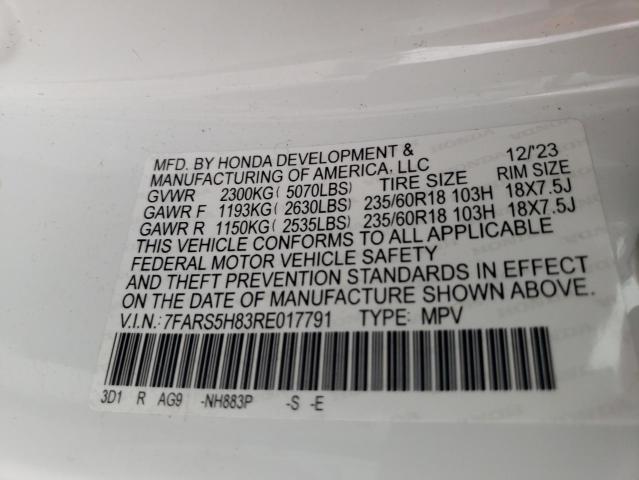 MFD. BY HONDA DEVELOPMENT &
MANUFACTURING OF AMERICA, LLC 12/'23
GVWR 2300KG ( 5070LBS) TIRE SIZE RIM SIZE
GAWR F 1193KG ( 2630LBS) 235/60R18 103H 18X7.5J
GAWR R 1150KG ( 2535LBS) 235/60R18 103H 18X7.5J
THIS VEHICLE CONFORMS TO ALL APPLICABLE
FEDERAL MOTOR VEHICLE SAFETY
AND THEFT PREVENTION STANDARDS IN EFFECT
ON THE DATE OF MANUFACTURE SHOWN ABOVE.
V.I.N.: 7FARS5H83RE017791 TYPE: MPV
3D1 R AG9 -NH883P -S -E